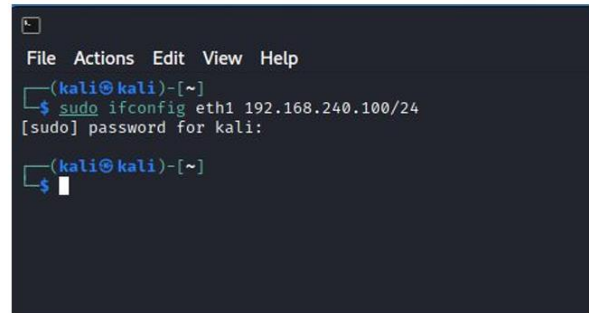 File Actions Edit View Help
┌──(kali㉿kali)-[~]
└─$ sudo ifconfig eth1 192.168.240.100/24
[sudo] password for kali:
┌──(kali㉿kali)-[~]
└─$